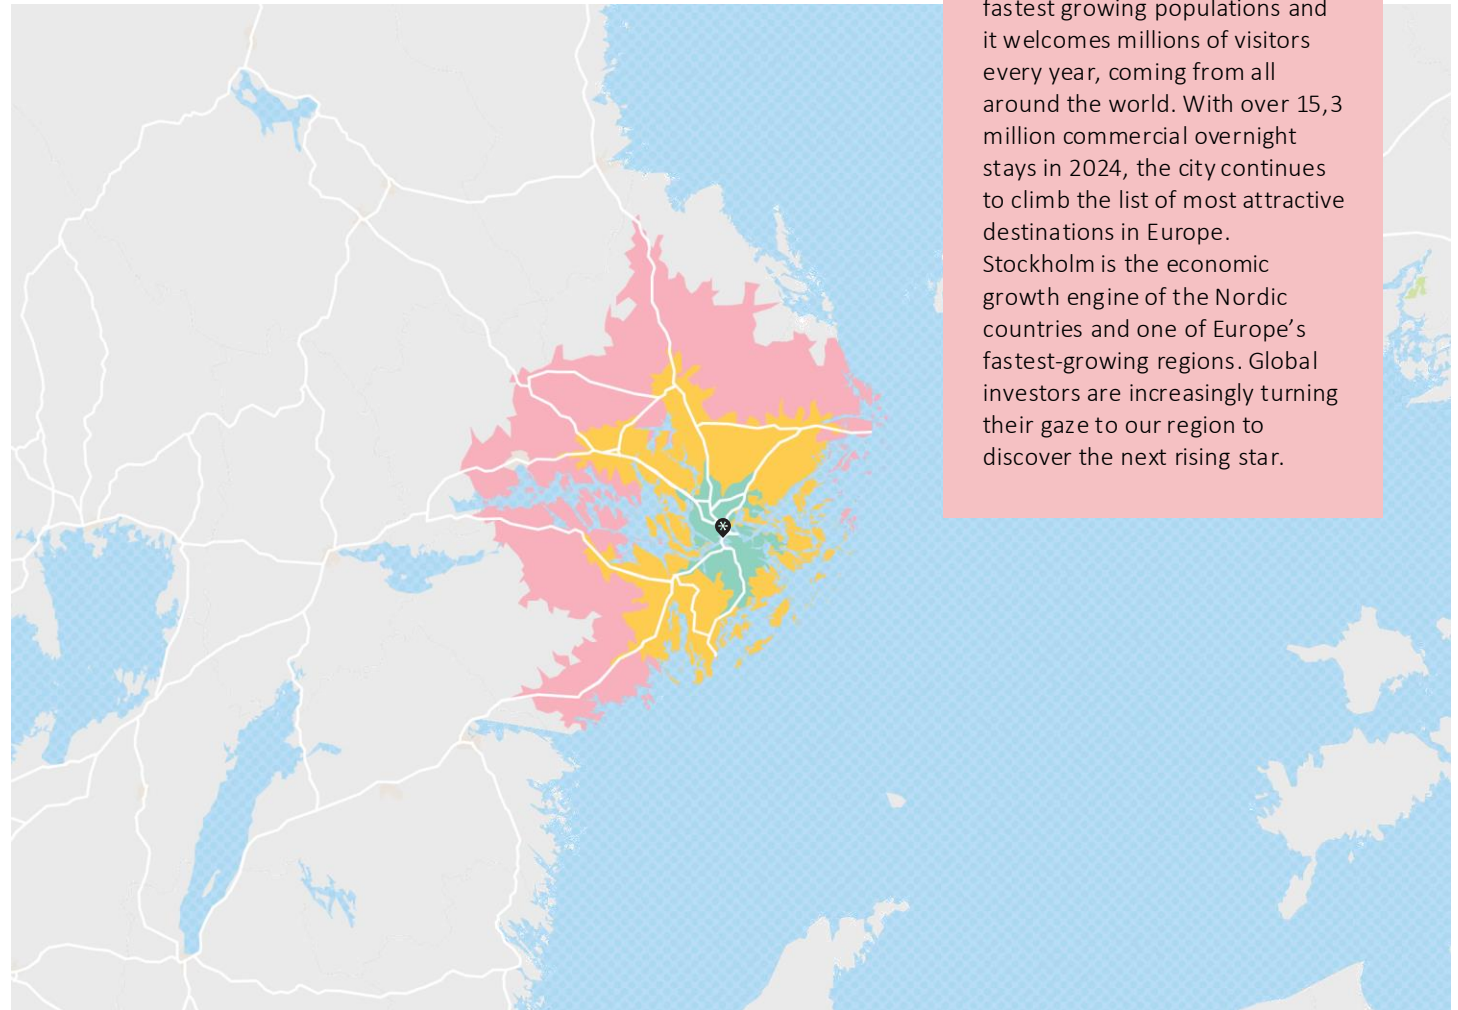 fastest growing populations and
it welcomes millions of visitors
every year, coming from all
around the world. With over 15,3
million commercial overnight
stays in 2024, the city continues
to climb the list of most attractive
destinations in Europe.
Stockholm is the economic
growth engine of the Nordic
countries and one of Europe’s
fastest-growing regions. Global
investors are increasingly turning
their gaze to our region to
discover the next rising star.